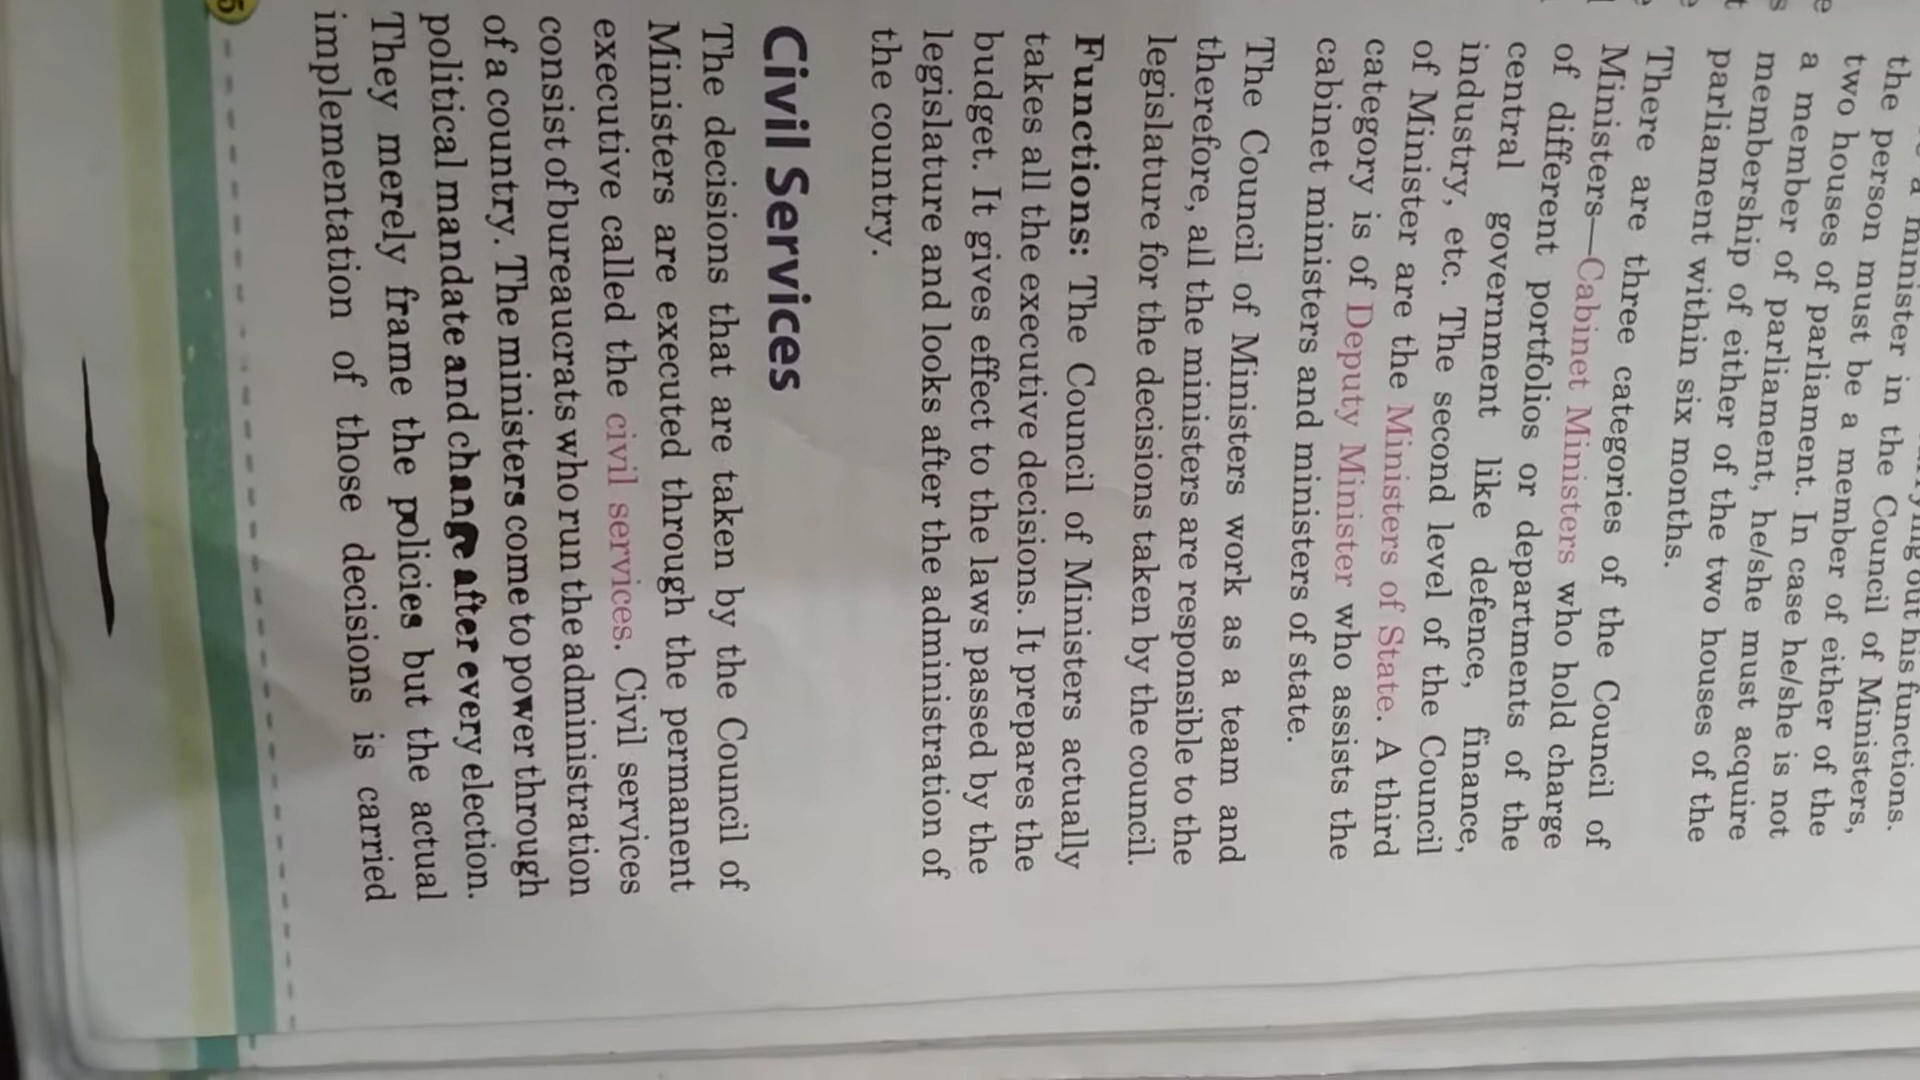 a minister in
out his functions.
the person must be a member of either of the
two houses of parliament. In case he/she is not
a member of parliament, he/she must acquire
membership of either of the two houses of the
parliament within six months.
There are three categories of the Council of
Ministers—Cabinet Ministers who hold charge
of different portfolios or departments of the
central government like defence, finance,
industry, etc. The second level of the Council
of Minister are the Ministers of State. A third
category is of Deputy Minister who assists the
cabinet ministers and ministers of state.
The Council of Ministers work as a team and
therefore, all the ministers are responsible to the
legislature for the decisions taken by the council.
Functions: The Council of Ministers actually
takes all the executive decisions. It prepares the
budget. It gives effect to the laws passed by the
legislature and looks after the administration of
the country.
Civil Services
The decisions that are taken by the Council of
Ministers are executed through the permanent
executive called the civil services. Civil services
consist of bureaucrats who run the administration
of a country. The ministers come to power through
political mandate and change after every election.
They merely frame the policies but the actual
implementation of those decisions is carried